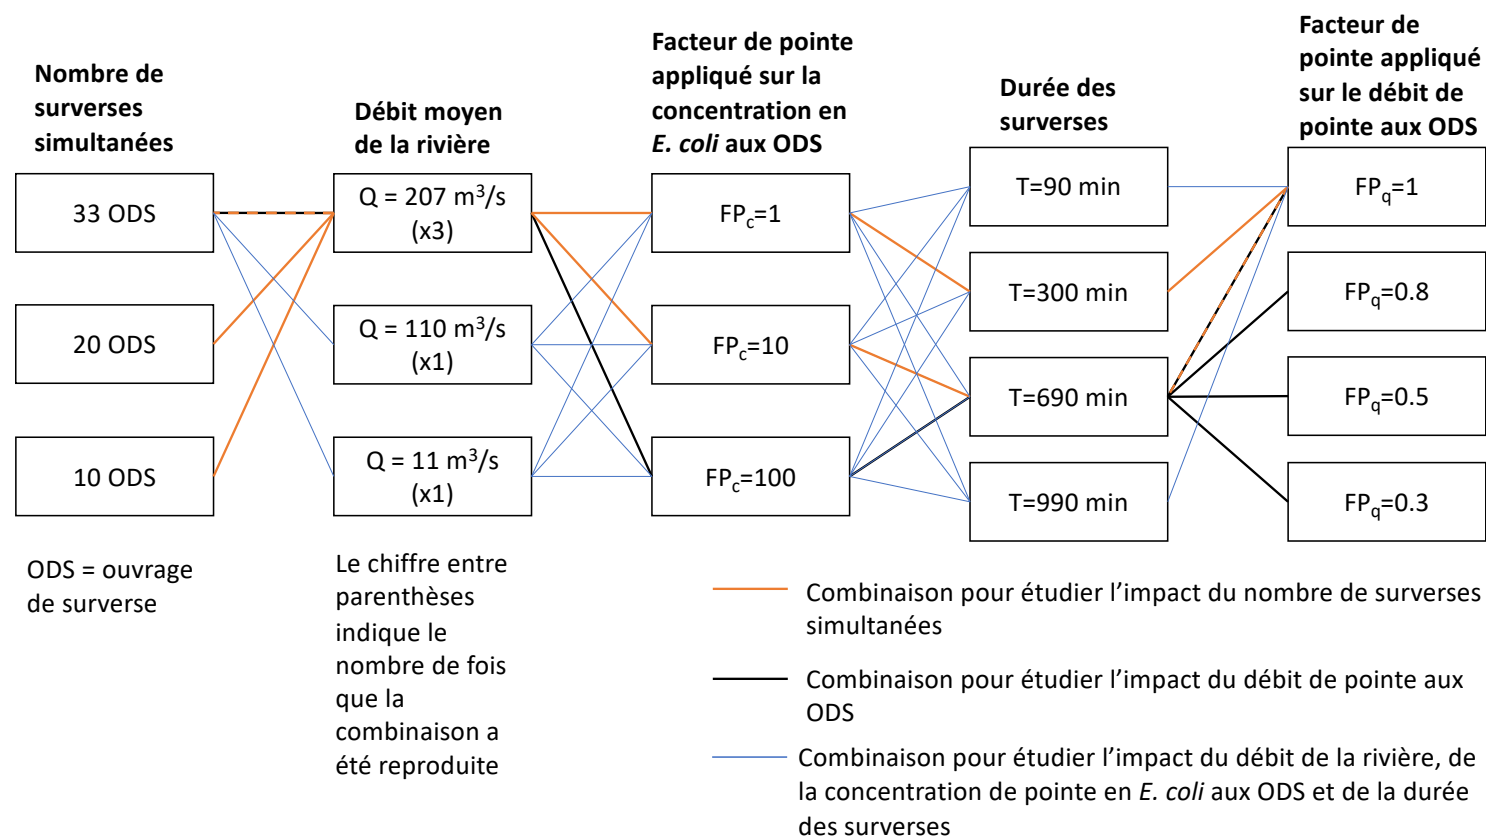 Nombre de
surverses
simultanées
33 ODS
20 ODS
10 ODS
ODS = ouvrage
de surverse
Débit moyen
de la rivière
Q = 207 m³/s
(x3)
Q = 110 m³/s
(x1)
Q = 11 m³/s
(x1)
Le chiffre entre
parenthèses
indique le
nombre de fois
que la
combinaison a
été reproduite
Facteur de pointe
appliqué sur la
concentration en
E. coli aux ODS
FPc=1
FPc=10
FPc=100
Durée des
surverses
T=90 min
T=300 min
T=690 min
T=990 min
Facteur de
pointe appliqué
sur le débit de
pointe aux ODS
FPq=1
FPq=0.8
FPq=0.5
FPq=0.3
Combinaison pour étudier l’impact du nombre de surverses
simultanées
Combinaison pour étudier l’impact du débit de pointe aux
ODS
Combinaison pour étudier l’impact du débit de la rivière, de
la concentration de pointe en E. coli aux ODS et de la durée
des surverses